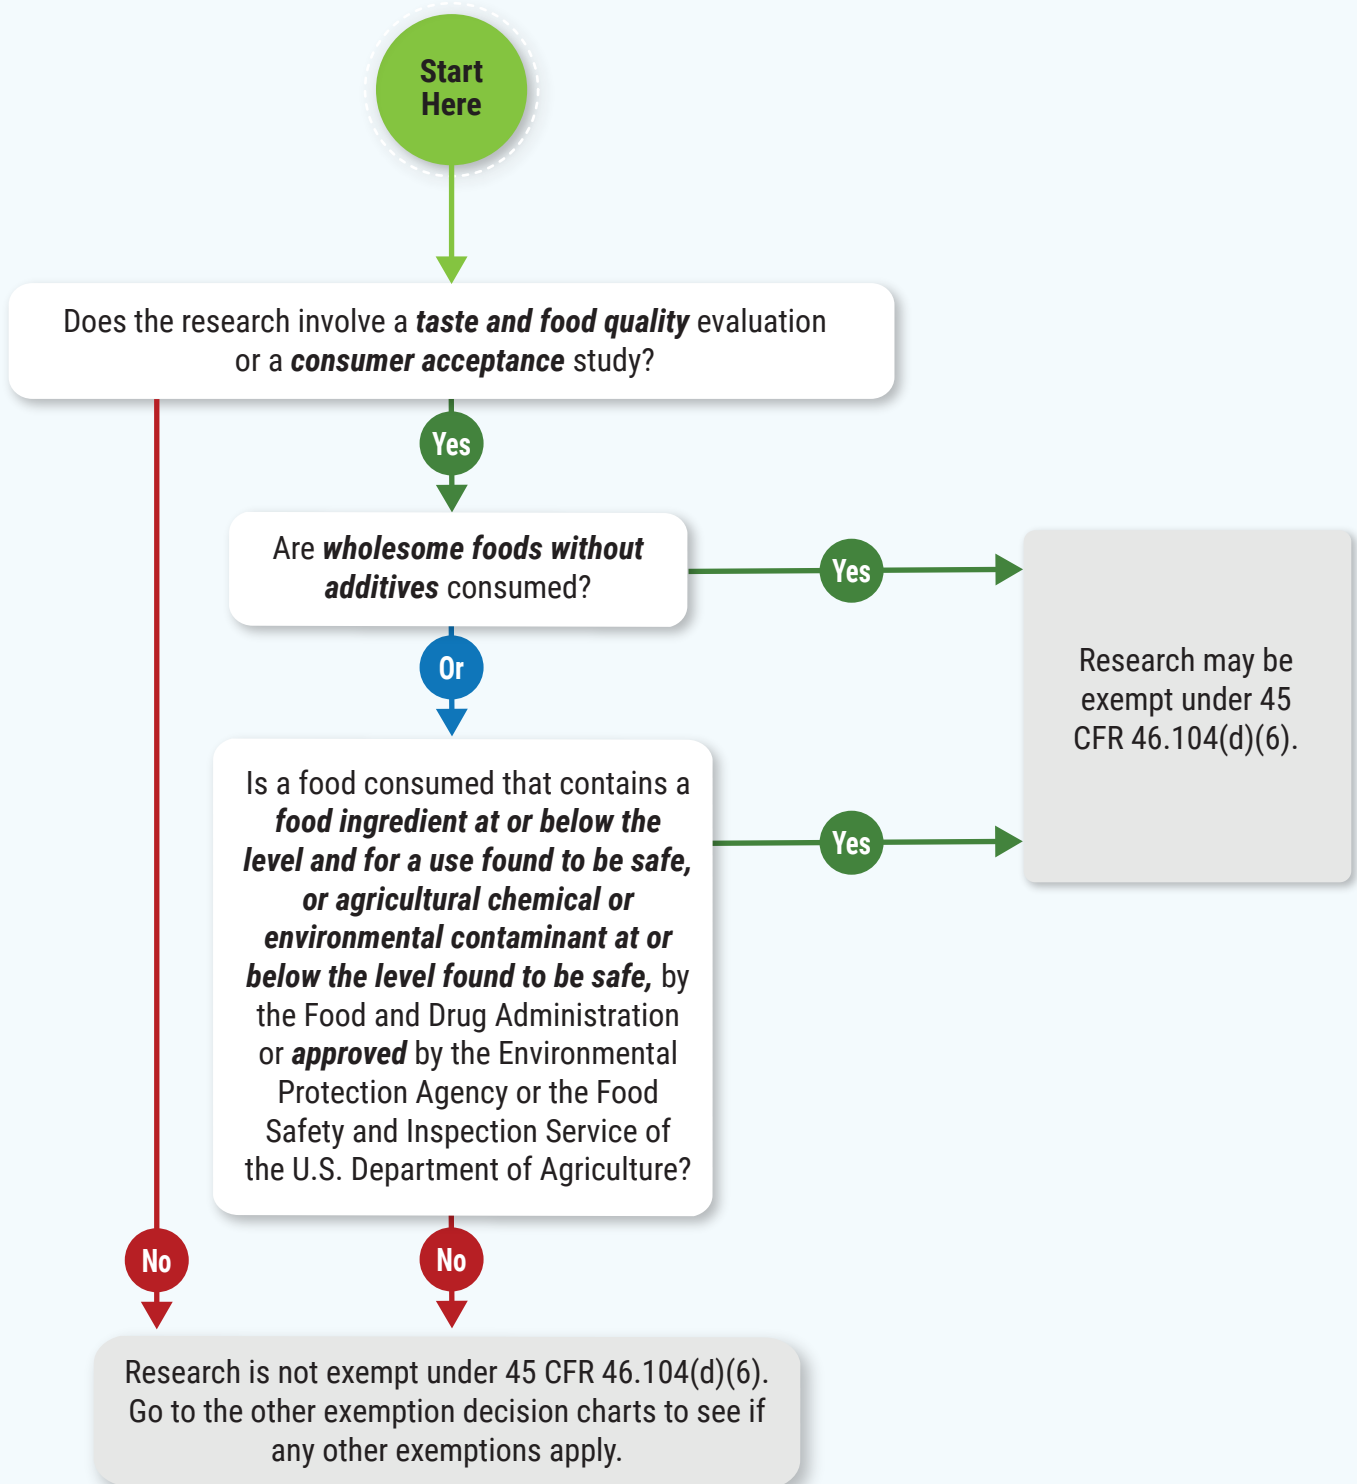 Start
Here
Does the research involve a taste and food quality evaluation
or a consumer acceptance study?
Yes
Are wholesome foods without
additives consumed?
Yes
Or
Research may be
exempt under 45
CFR 46.104(d)(6).
Is a food consumed that contains a
food ingredient at or below the
level and for a use found to be safe,
or agricultural chemical or
environmental contaminant at or
below the level found to be safe, by
the Food and Drug Administration
or approved by the Environmental
Protection Agency or the Food
Safety and Inspection Service of
the U.S. Department of Agriculture?
Yes
No
No
Research is not exempt under 45 CFR 46.104(d)(6).
Go to the other exemption decision charts to see if
any other exemptions apply.